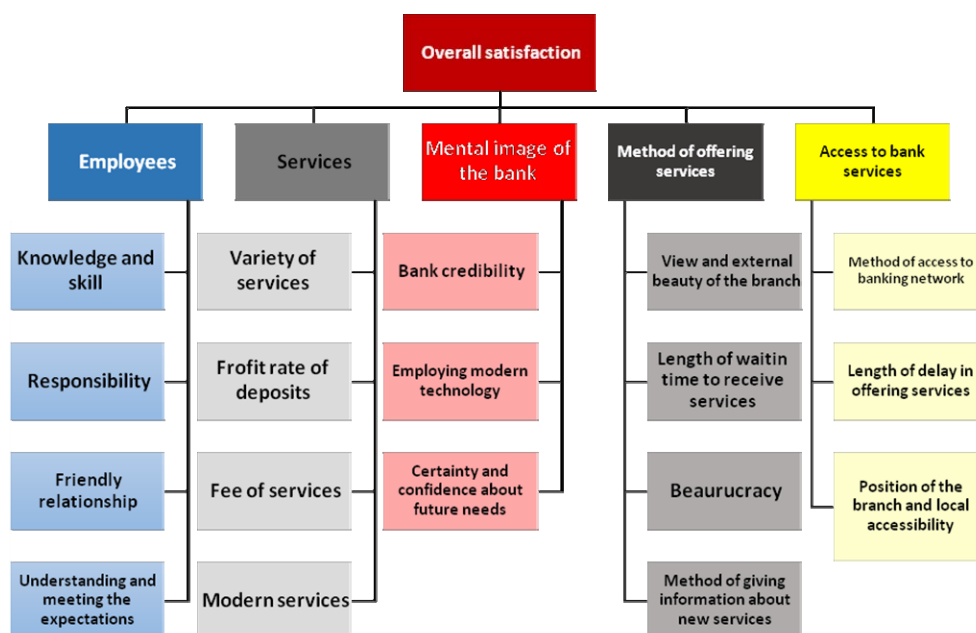 Overall satisfaction
Employees
Services
Mental image of
the bank
Method of offering
services
Access to bank
services
Knowledge and
skill
Responsibility
Friendly
relationship
Understanding and
meeting the
expectations
Variety of
services
Frofit rate of
deposits
Fee of services
Modern services
Bank credibility
Employing modern
technology
Certainty and
confidence about
future needs
View and external
beauty of the branch
Length of waitin
time to receive
services
Beaurucracy
Method of giving
information about
new services
Method of access to
banking network
Length of delay in
offering services
Position of the
branch and local
accessibility